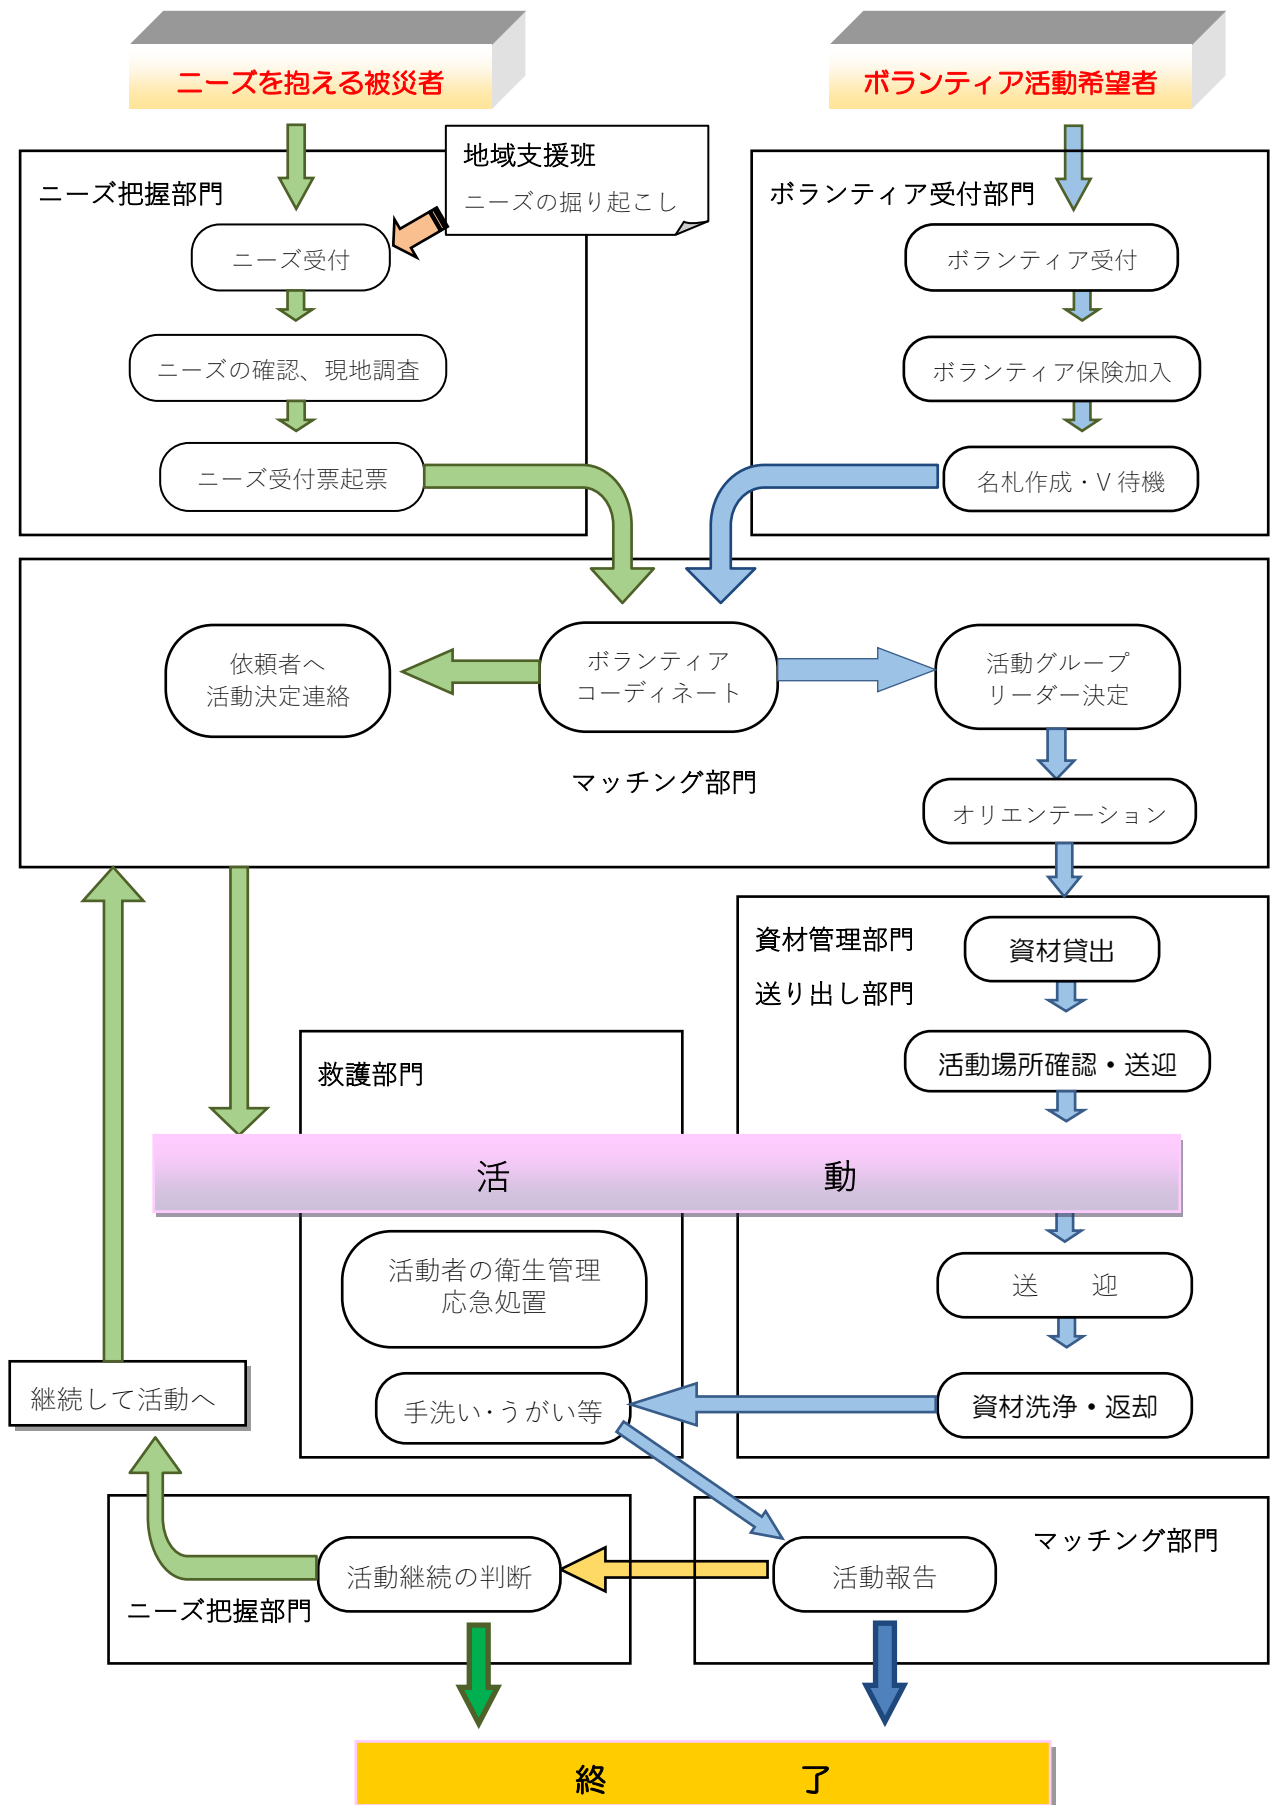 ニーズを抱える被災者
ボランティア活動希望者
地域支援班
ニーズの掘り起こし
ニーズ把握部門
ニーズ受付
ニーズの確認、現地調査
ニーズ受付票起票
ボランティア受付部門
ボランティア受付
ボランティア保険加入
名札作成・V 待機
依頼者へ
活動決定連絡
ボランティア
コーディネート
活動グループ
リーダー決定
マッチング部門
オリエンテーション
資材管理部門
送り出し部門
資材貸出
活動場所確認・送迎
救護部門
活　動
活動者の衛生管理
応急処置
送　迎
手洗い・うがい等
資材洗浄・返却
継続して活動へ
マッチング部門
活動報告
活動継続の判断
ニーズ把握部門
終　了